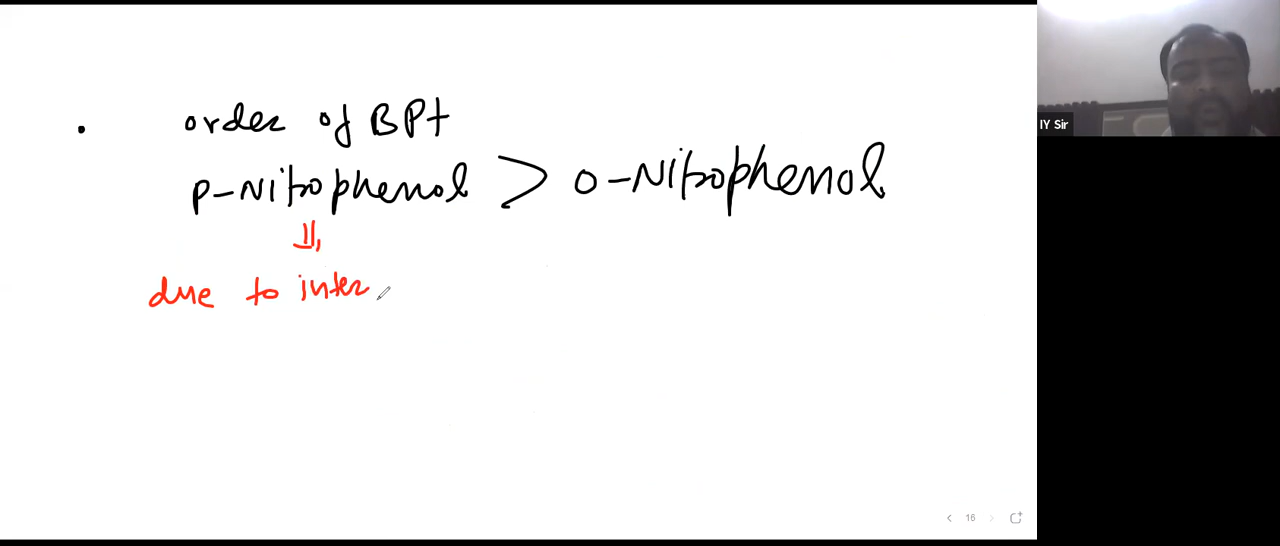 . order of BPt
p-Nitrophenol > o-Nitrophenol
⇓
due to inter
IY Sir
16